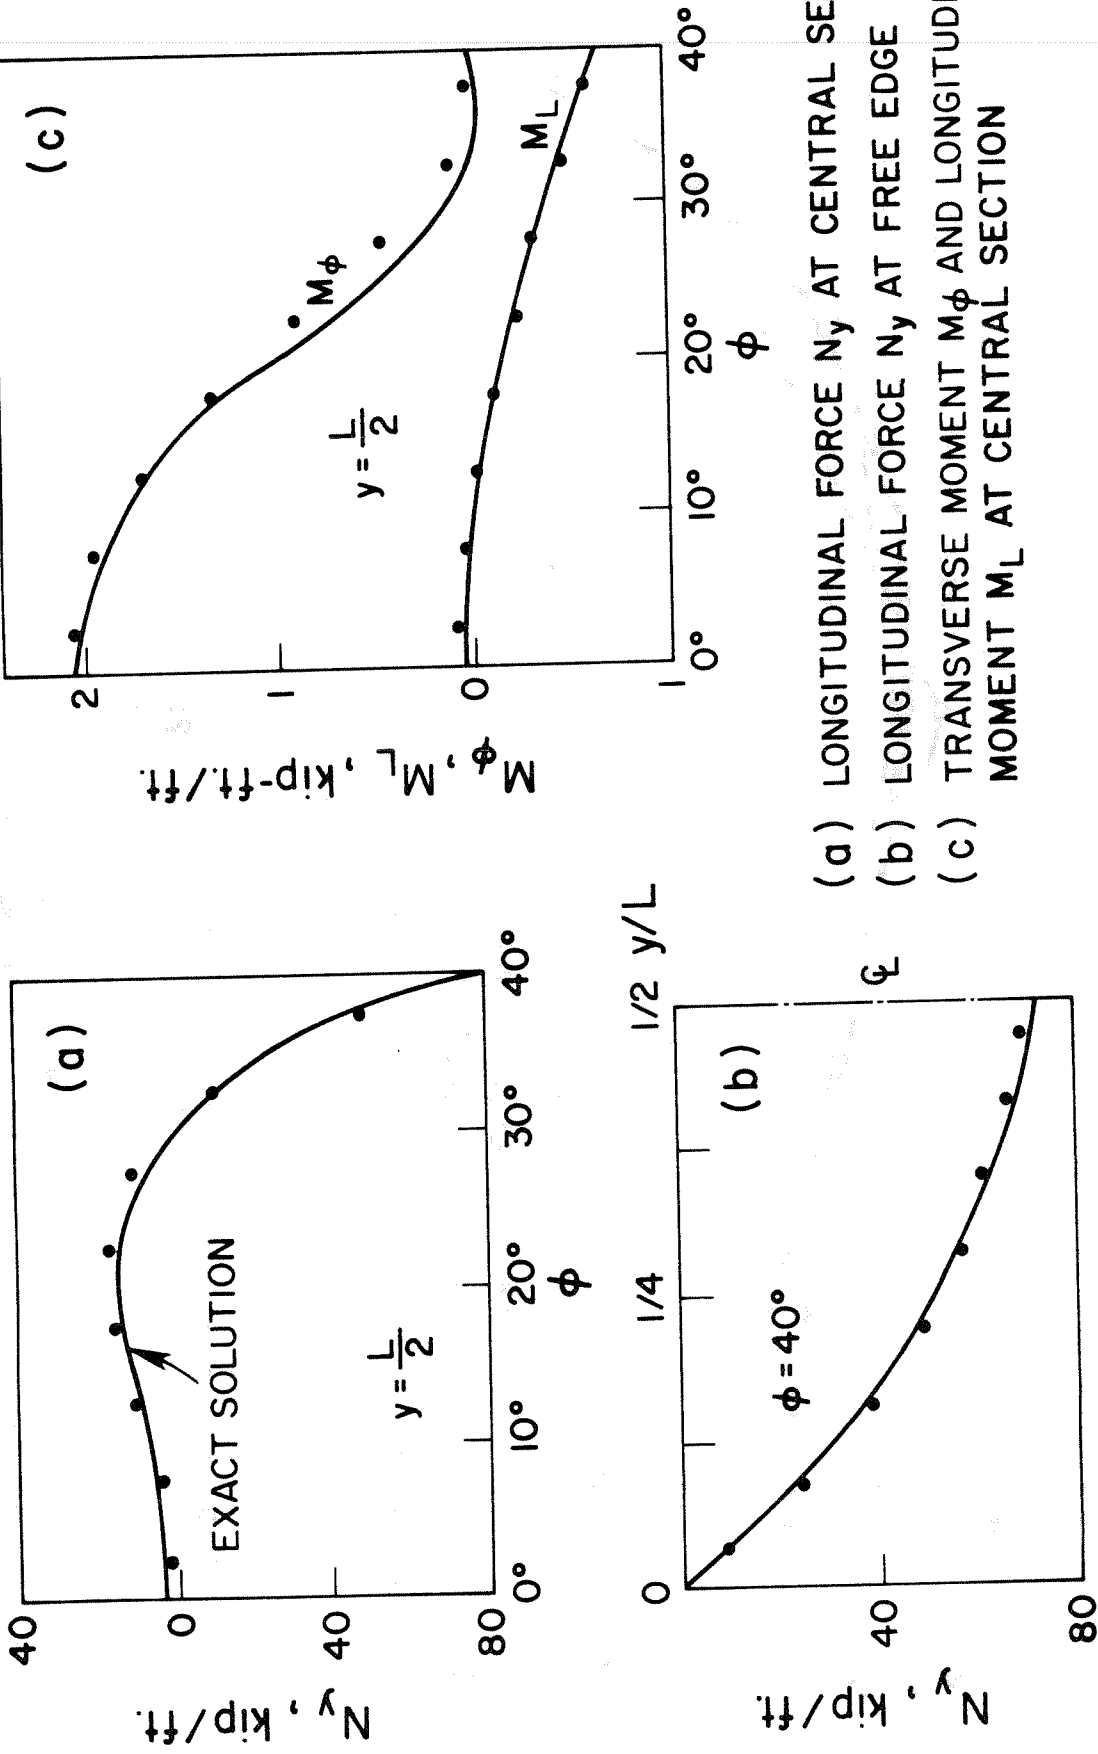 (a)
40
0
40
80
N_y, kip/ft.
EXACT SOLUTION
y = L/2
0°
10°
20°
30°
40°
ϕ
(b)
0
1/4
1/2 y/L
40
80
N_y, kip/ft.
ϕ = 40°
℄
(c)
2
1
0
1
M_ϕ, M_L, kip-ft./ft.
M_ϕ
M_L
y = L/2
0°
10°
20°
30°
40°
ϕ
(a) LONGITUDINAL FORCE N_y AT CENTRAL
(b) LONGITUDINAL FORCE N_y AT FREE EDGE
(c) TRANSVERSE MOMENT M_ϕ AND
MOMENT M_L AT CENTRAL SECTION